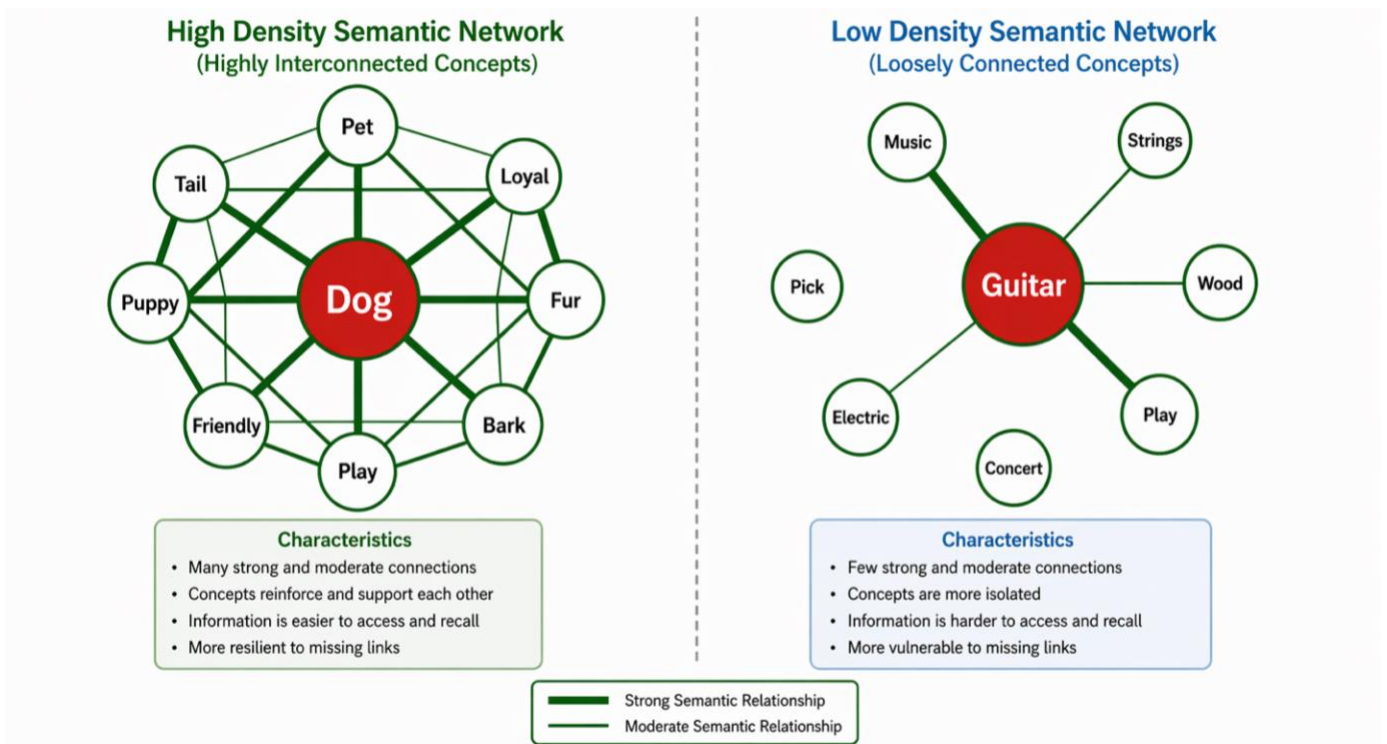 High Density Semantic Network
(Highly Interconnected Concepts)
Pet
Tail
Loyal
Puppy
Dog
Fur
Friendly
Bark
Play
Characteristics
• Many strong and moderate connections
• Concepts reinforce and support each other
• Information is easier to access and recall
• More resilient to missing links
Low Density Semantic Network
(Loosely Connected Concepts)
Music
Strings
Pick
Guitar
Wood
Electric
Play
Concert
Characteristics
• Few strong and moderate connections
• Concepts are more isolated
• Information is harder to access and recall
• More vulnerable to missing links
Strong Semantic Relationship
Moderate Semantic Relationship